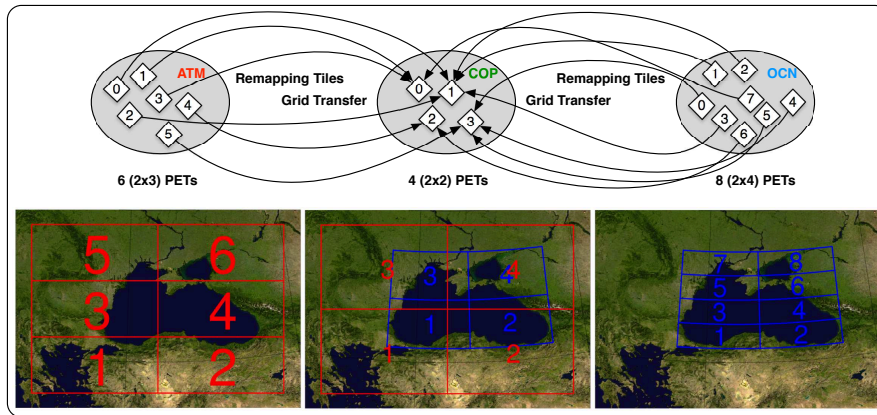 ATM
0
1
3
2
4
5
6 (2x3) PETs
Remapping Tiles
Grid Transfer
COP
0
1
2
3
4 (2x2) PETs
Remapping Tiles
Grid Transfer
OCN
1
2
0
7
4
3
5
6
8 (2x4) PETs
5 6
3 4
1 2
3 3 4 4
1 2
1 2
7 8
5 6
3 4
1 2